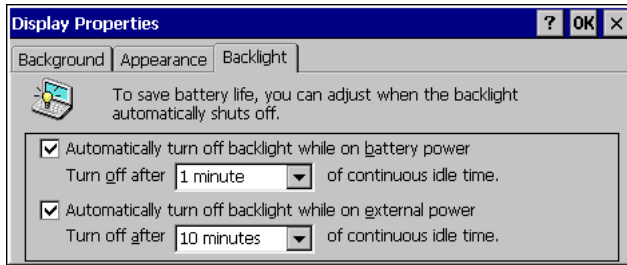 Display Properties ? OK ×
Background Appearance Backlight
To save battery life, you can adjust when the backlight
automatically shuts off.
Automatically turn off backlight while on battery power
Turn off after 1 minute of continuous idle time.
Automatically turn off backlight while on external power
Turn off after 10 minutes of continuous idle time.